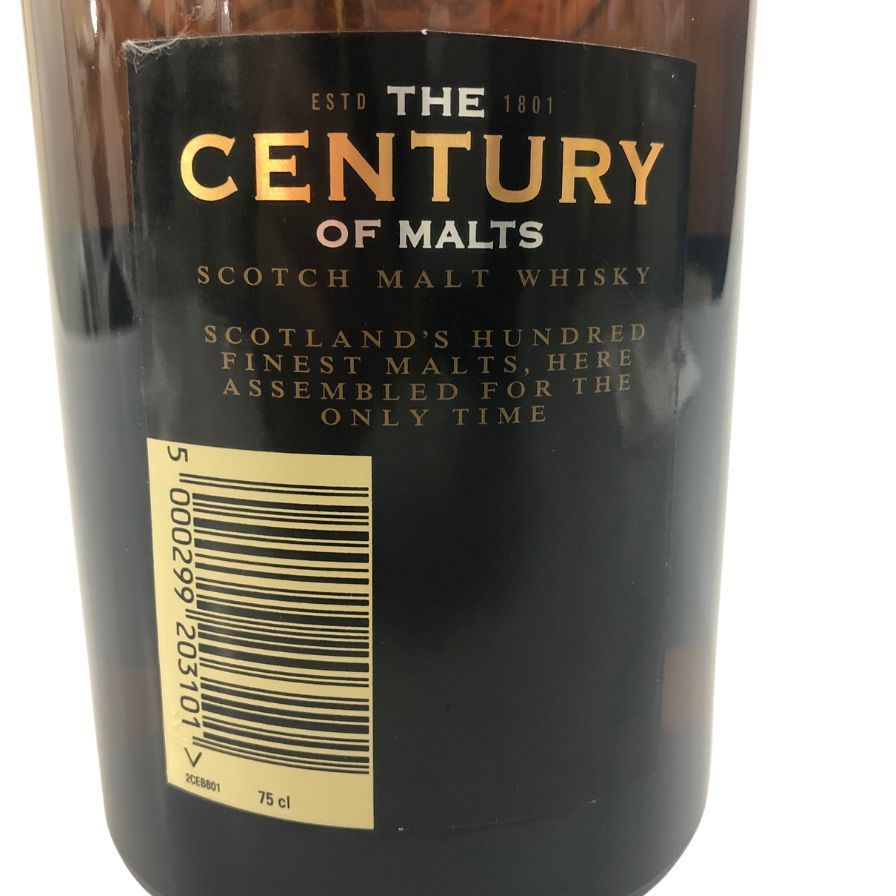 ESTD THE 1801
CENTURY
OF MALTS
SCOTCH MALT WHISKY
SCOTLAND'S HUNDRED
FINEST MALTS, HERE
ASSEMBLED FOR THE
ONLY TIME
5 000299 203101 >
2CEB801
75 cl